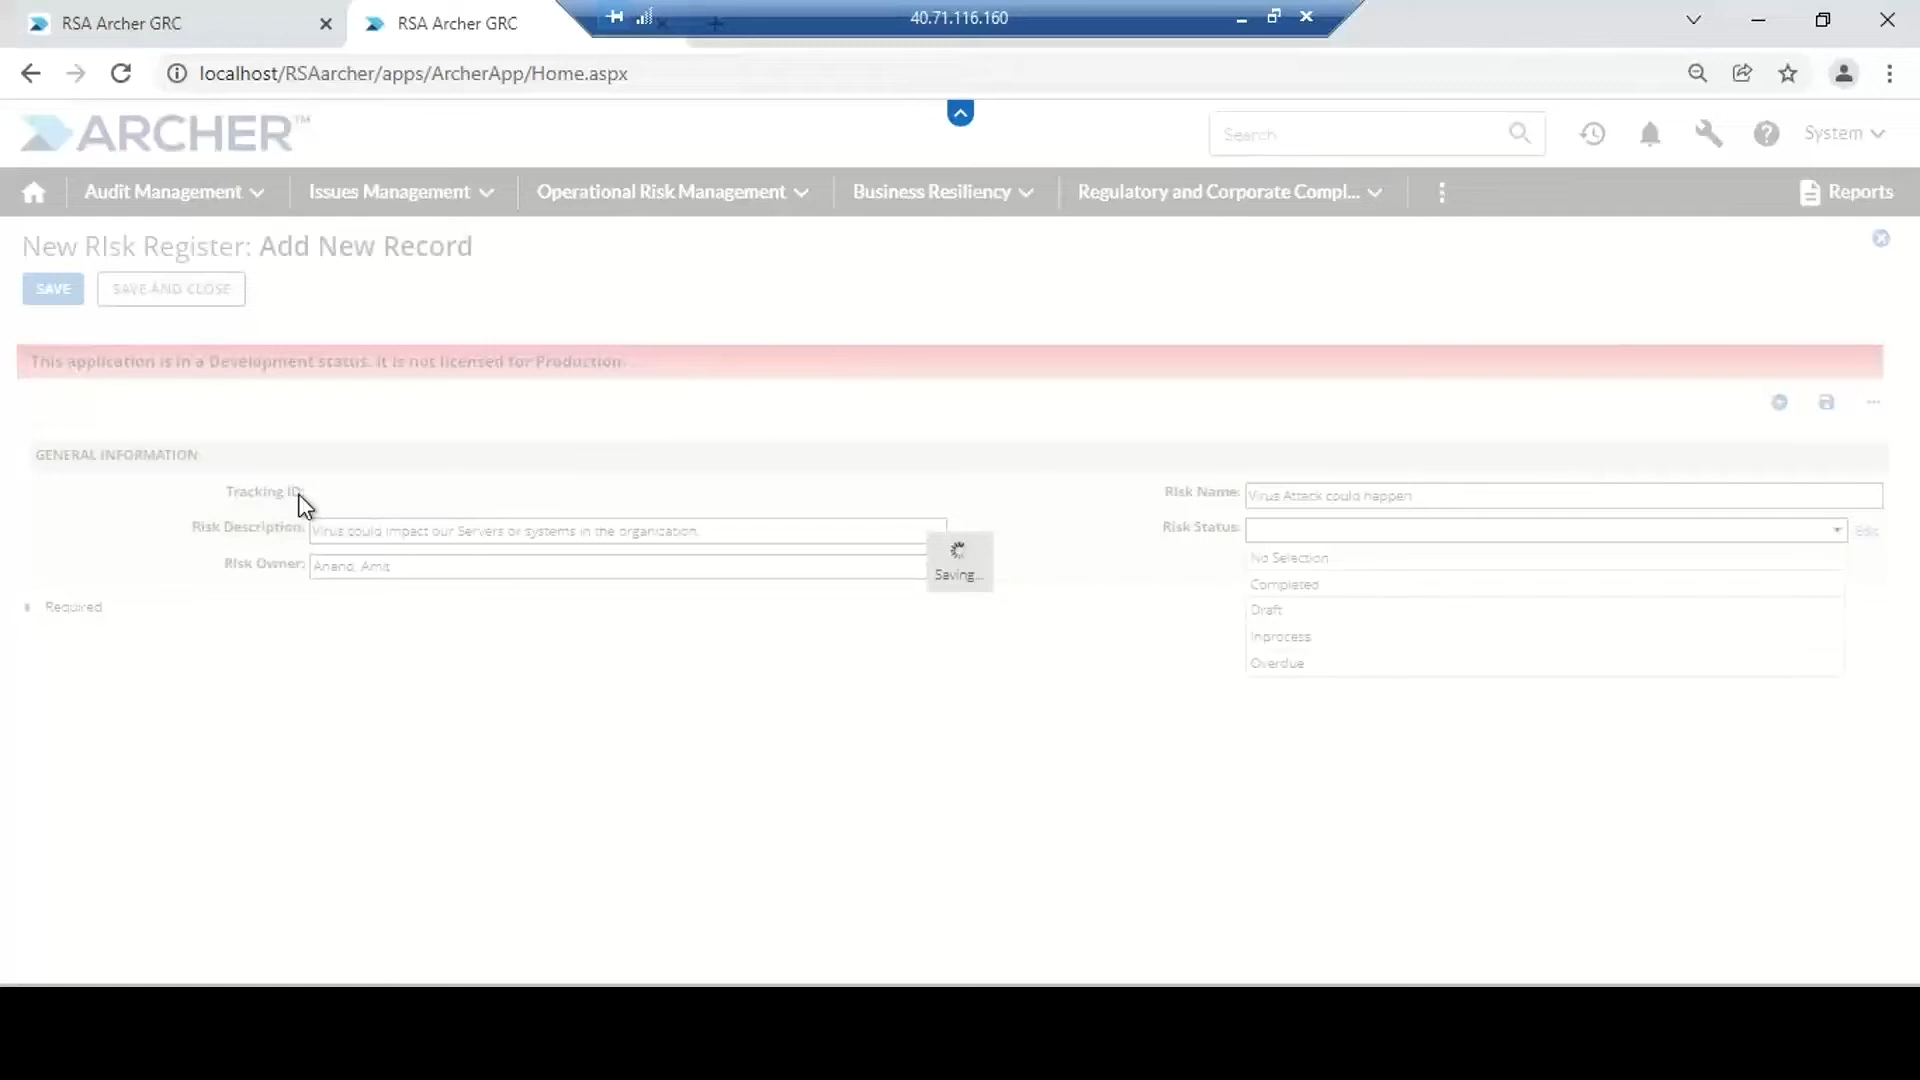 RSA Archer GRC
RSA Archer GRC
40.71.116.160
localhost/RSAarcher/apps/ArcherApp/Home.aspx
ARCHER™
Search
System
Audit Management
Issues Management
Operational Risk Management
Business Resiliency
Regulatory and Corporate Compl...
Reports
New RIsk Register: Add New Record
SAVE
SAVE AND CLOSE
This application is in a Development status. It is not licensed for Production.
GENERAL INFORMATION
Tracking ID:
Risk Name: Virus Attack could happen
Risk Description: Virus could impact our Servers or systems in the organization.
Risk Status:
Edit
Risk Owner: Anand, Amit
No Selection
Saving...
Completed
Required
Draft
Inprocess
Overdue